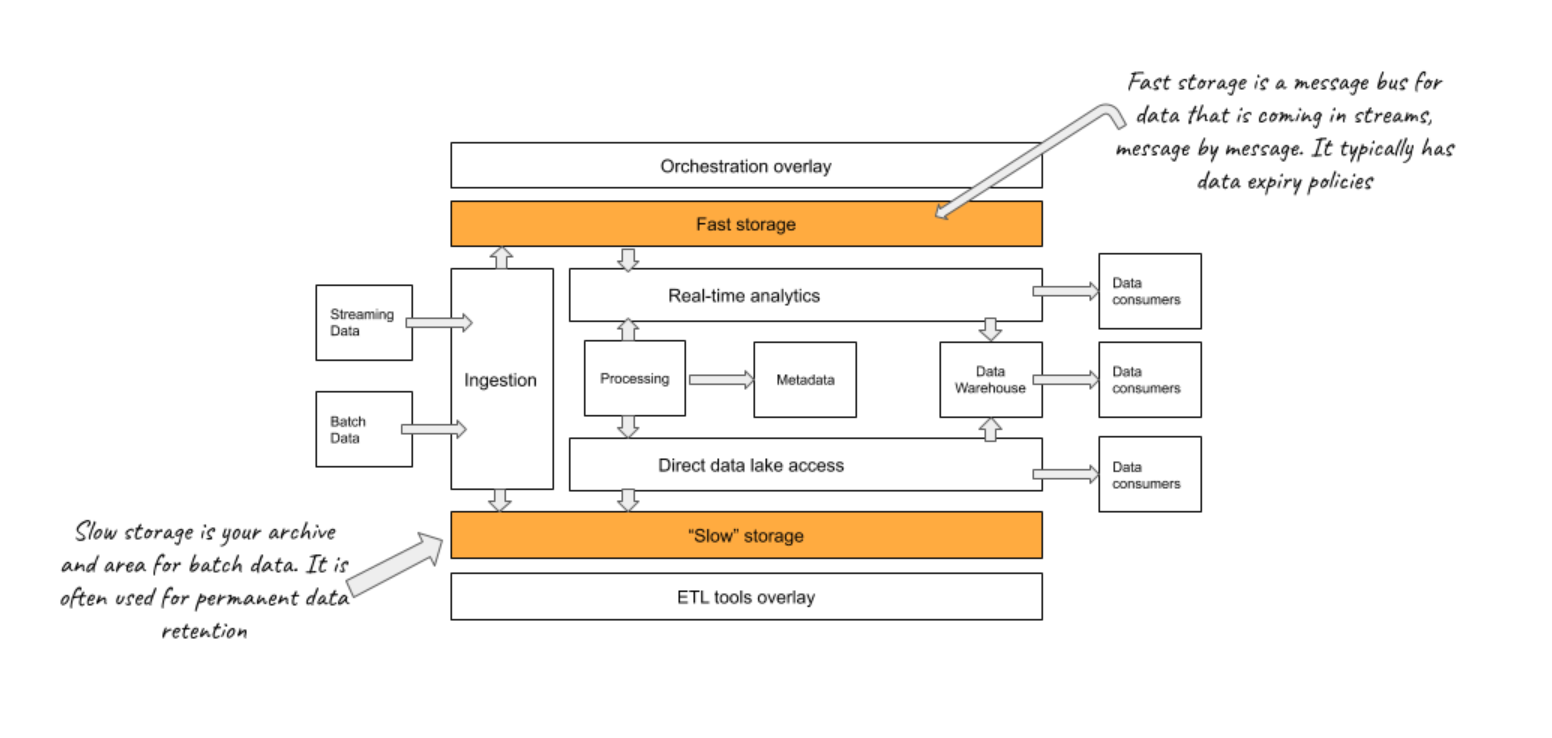 Fast storage is a message bus for
data that is coming in streams,
message by message. It typically has
data expiry policies
Orchestration overlay
Fast storage
Streaming
Data
Batch
Data
Ingestion
Real-time analytics
Processing
Metadata
Data
Warehouse
Direct data lake access
Data
consumers
Data
consumers
Data
consumers
“Slow” storage
ETL tools overlay
Slow storage is your archive
and area for batch data. It is
often used for permanent data
retention